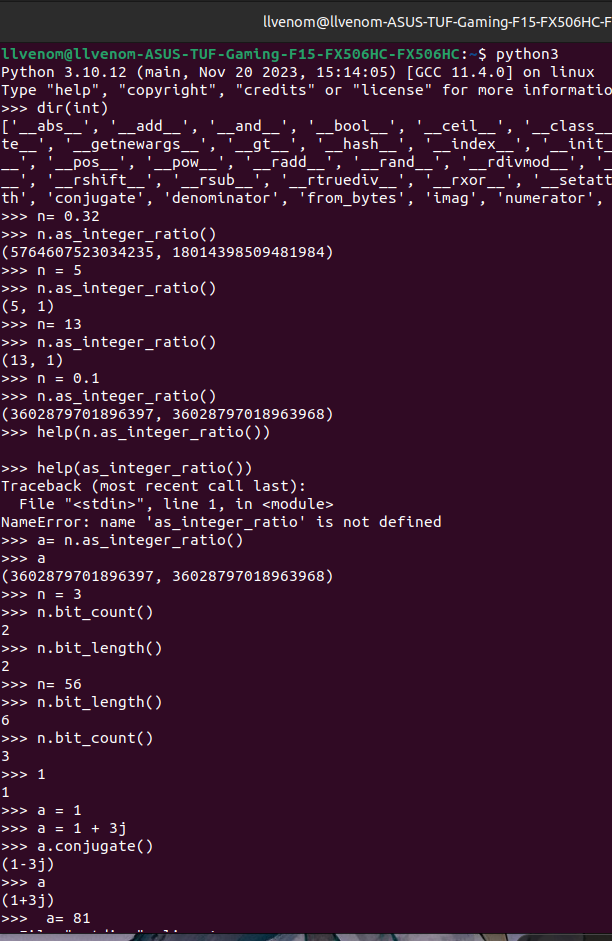 llvenom@llvenom-ASUS-TUF-Gaming-F15-FX506HC-F
llvenom@llvenom-ASUS-TUF-Gaming-F15-FX506HC-FX506HC:~$ python3
Python 3.10.12 (main, Nov 20 2023, 15:14:05) [GCC 11.4.0] on linux
Type "help", "copyright", "credits" or "license" for more informatio
>>> dir(int)
['__abs__', '__add__', '__and__', '__bool__', '__ceil__', '__class__
te__', '__getnewargs__', '__gt__', '__hash__', '__index__', '__init_
__', '__pos__', '__pow__', '__radd__', '__rand__', '__rdivmod__', '_
__', '__rshift__', '__rsub__', '__rtruediv__', '__rxor__', '__setatt
th', 'conjugate', 'denominator', 'from_bytes', 'imag', 'numerator',
>>> n= 0.32
>>> n.as_integer_ratio()
(5764607523034235, 18014398509481984)
>>> n = 5
>>> n.as_integer_ratio()
(5, 1)
>>> n= 13
>>> n.as_integer_ratio()
(13, 1)
>>> n = 0.1
>>> n.as_integer_ratio()
(3602879701896397, 36028797018963968)
>>> help(n.as_integer_ratio())
>>> help(as_integer_ratio())
Traceback (most recent call last):
  File "<stdin>", line 1, in <module>
NameError: name 'as_integer_ratio' is not defined
>>> a= n.as_integer_ratio()
>>> a
(3602879701896397, 36028797018963968)
>>> n = 3
>>> n.bit_count()
2
>>> n.bit_length()
2
>>> n= 56
>>> n.bit_length()
6
>>> n.bit_count()
3
>>> 1
1
>>> a = 1
>>> a = 1 + 3j
>>> a.conjugate()
(1-3j)
>>> a
(1+3j)
>>>  a= 81